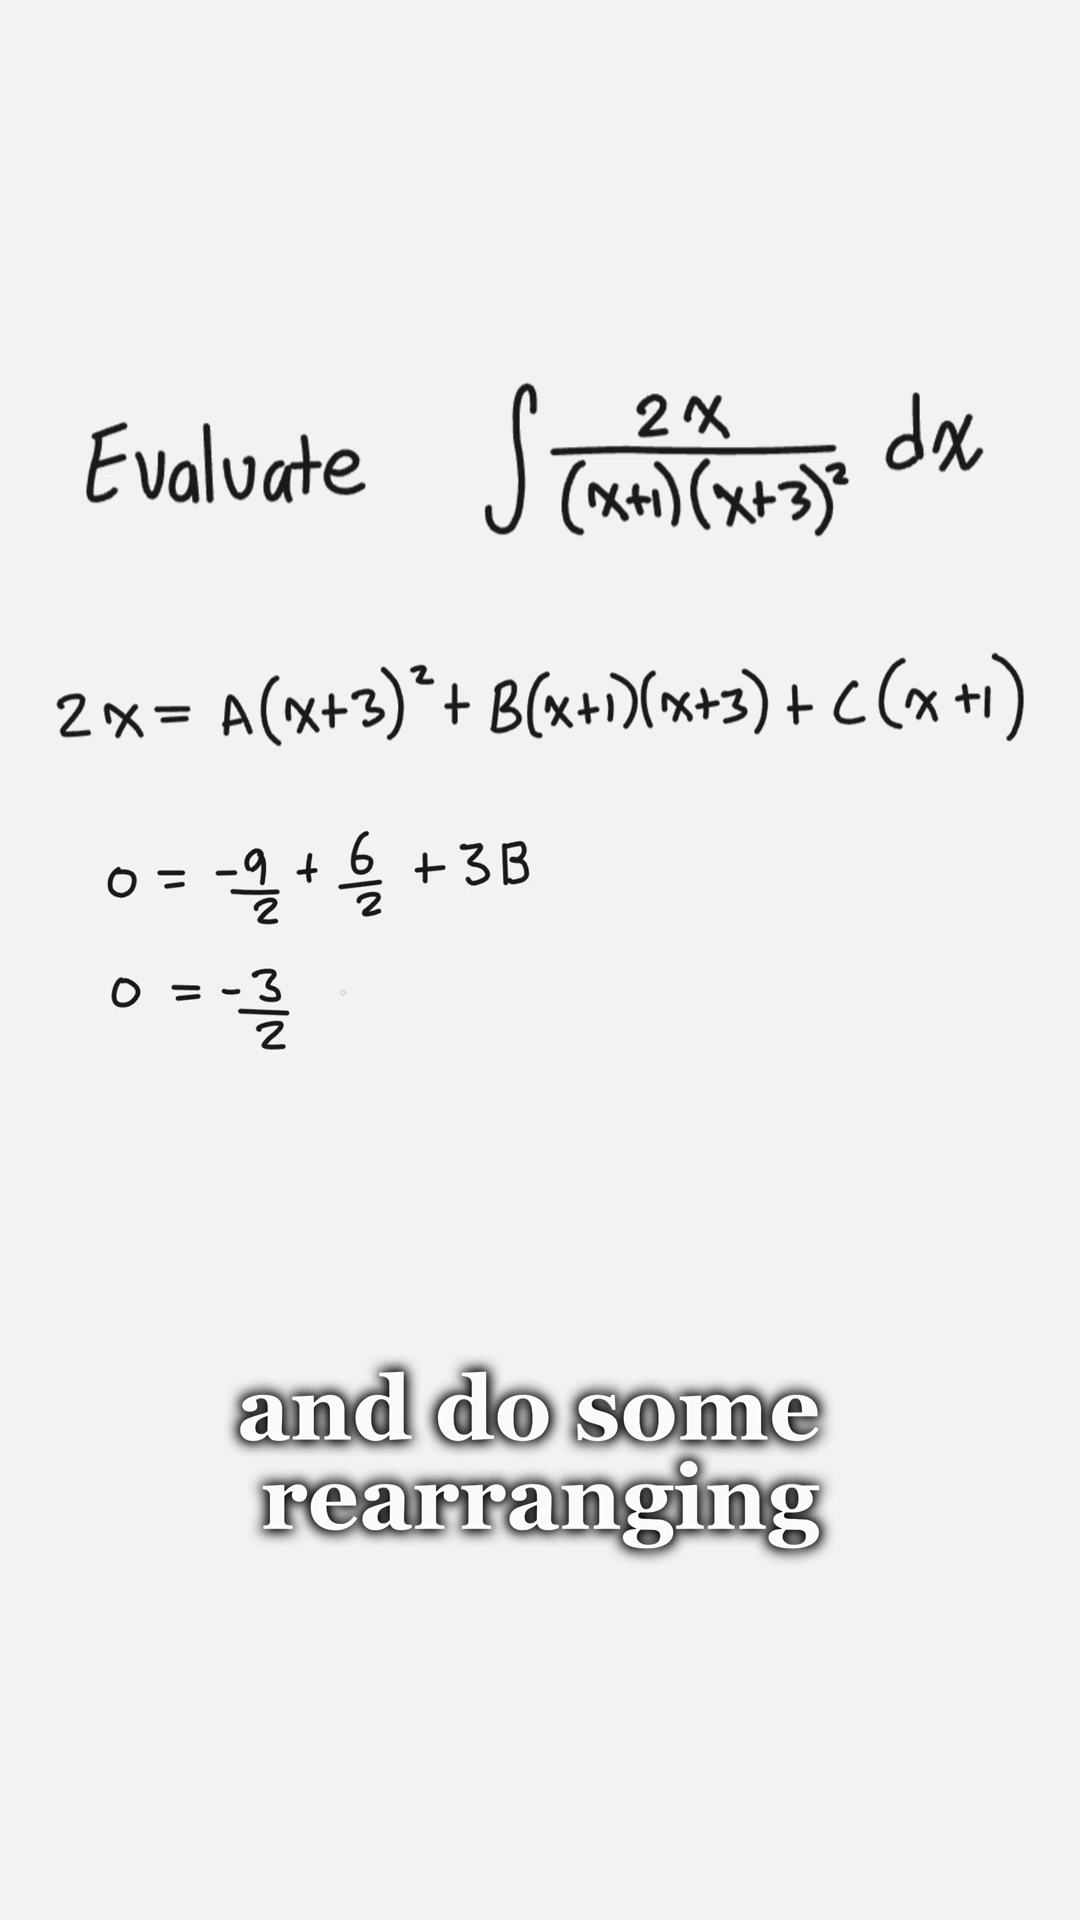 Evaluate ∫ 2x/((x+1)(x+3)²) dx
2x = A(x+3)² + B(x+1)(x+3) + C(x+1)
0 = -9/2 + 6/2 + 3B
0 = -3/2
and do some
rearranging